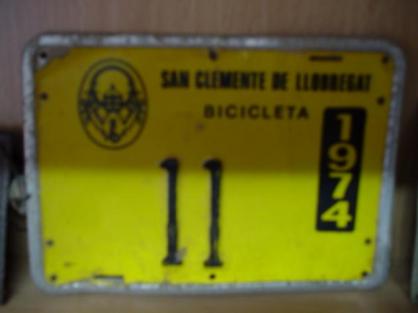 SAN CLEMENTE DE LLOBREGAT
BICICLETA
1974
11